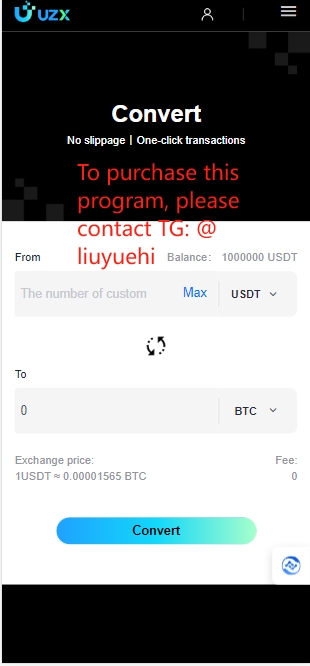 UZX
Convert
No slippage | One-click transactions
To purchase this
program, please
contact TG: @
liuyuehi
From
Balance: 1000000 USDT
The number of custom
Max
USDT
To
0
BTC
Exchange price:
Fee:
1USDT ≈ 0.00001565 BTC
0
Convert